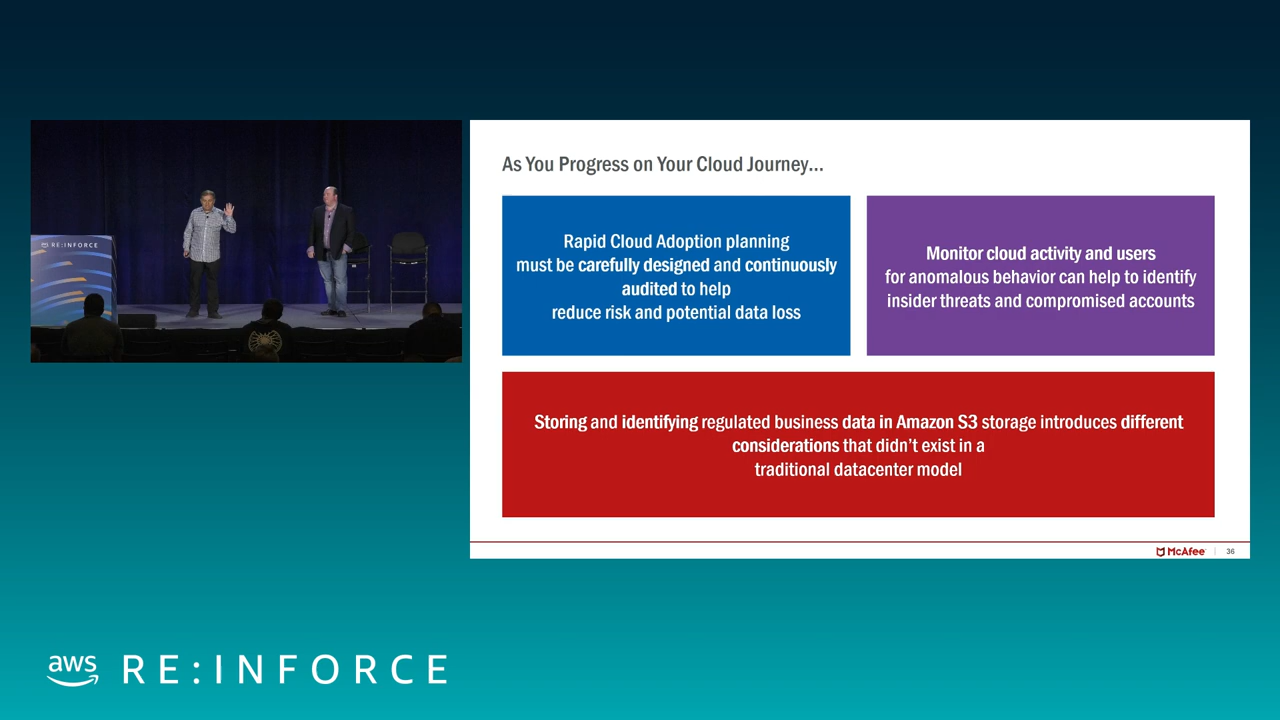 RE:INFORCE
As You Progress on Your Cloud Journey...
Rapid Cloud Adoption planning
must be carefully designed and continuously
audited to help
reduce risk and potential data loss
Monitor cloud activity and users
for anomalous behavior can help to identify
insider threats and compromised accounts
Storing and identifying regulated business data in Amazon S3 storage introduces different
considerations that didn’t exist in a
traditional datacenter model
McAfee | 36
aws RE:INFORCE